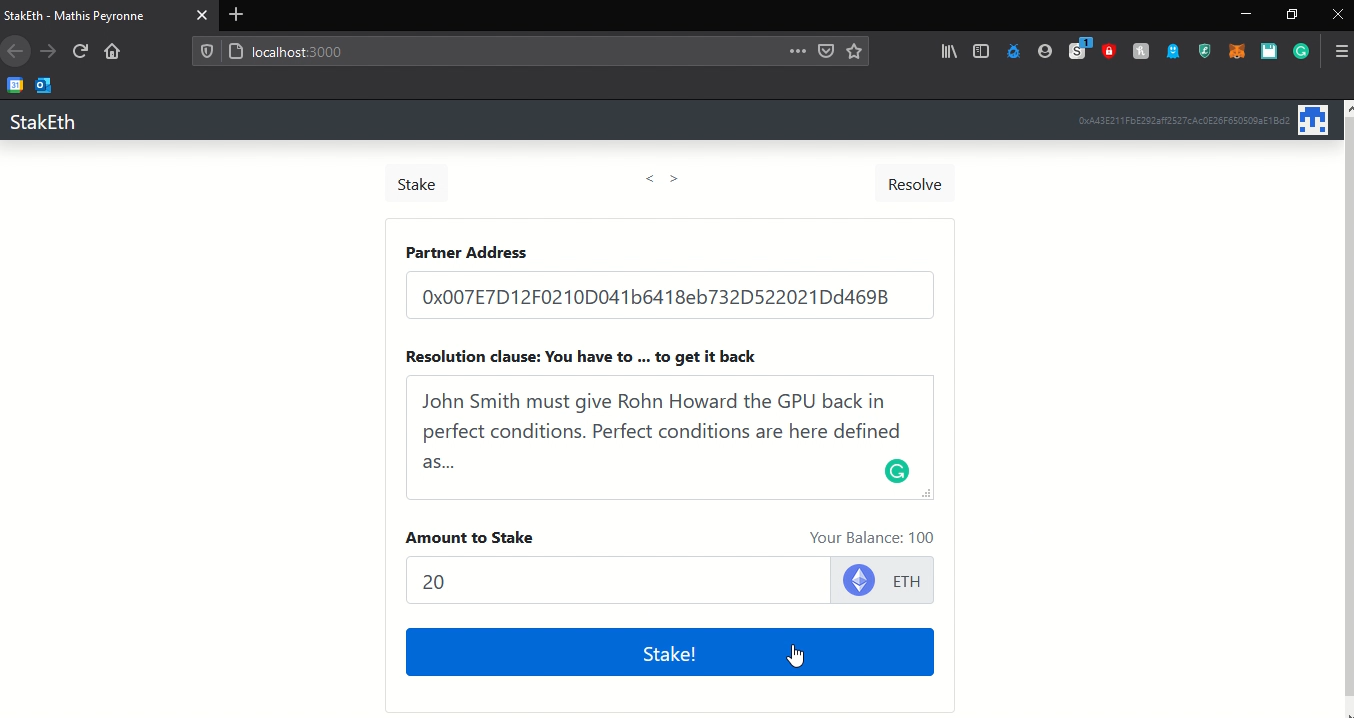 StakEth - Mathis Peyronne
localhost:3000
S 1
31
StakEth
0xA43E211FbE292aff2527cAc0E26F650509aE1Bd2
Stake
< >
Resolve
Partner Address
0x007E7D12F0210D041b6418eb732D522021Dd469B
Resolution clause: You have to ... to get it back
John Smith must give Rohn Howard the GPU back in
perfect conditions. Perfect conditions are here defined
as...
Amount to Stake
Your Balance: 100
20
ETH
Stake!